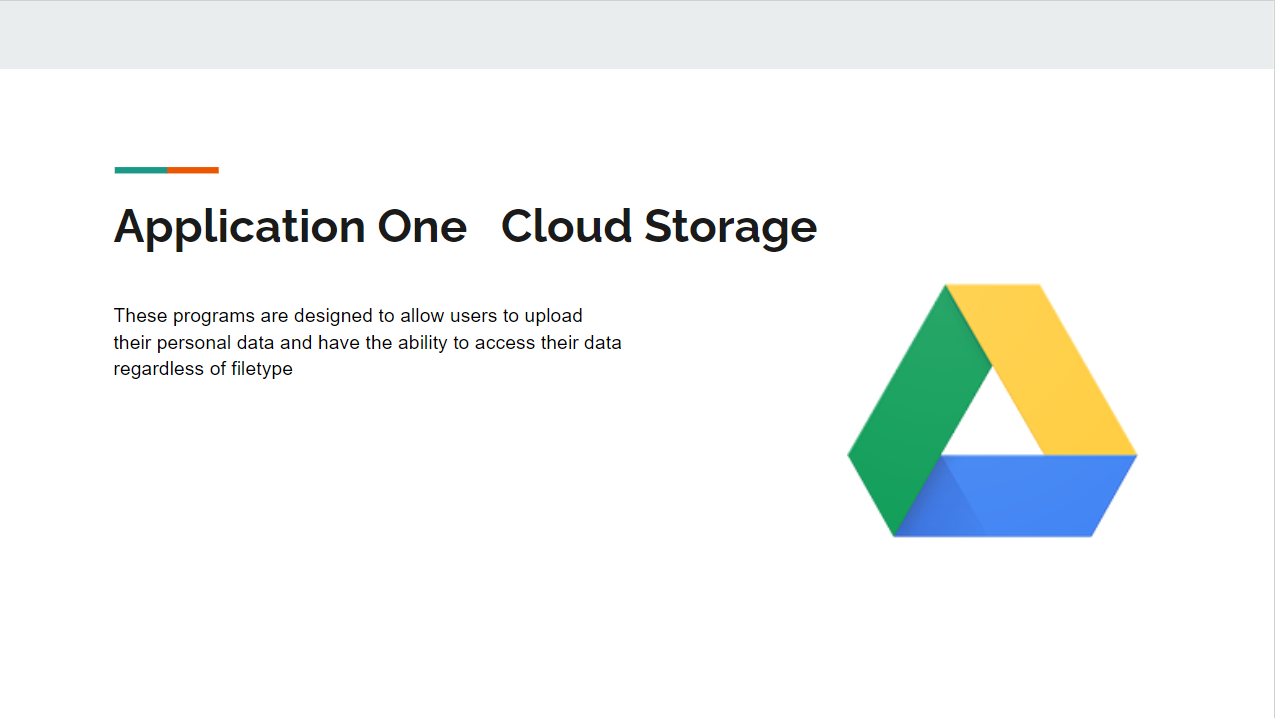 Application One   Cloud Storage
These programs are designed to allow users to upload
their personal data and have the ability to access their data
regardless of filetype